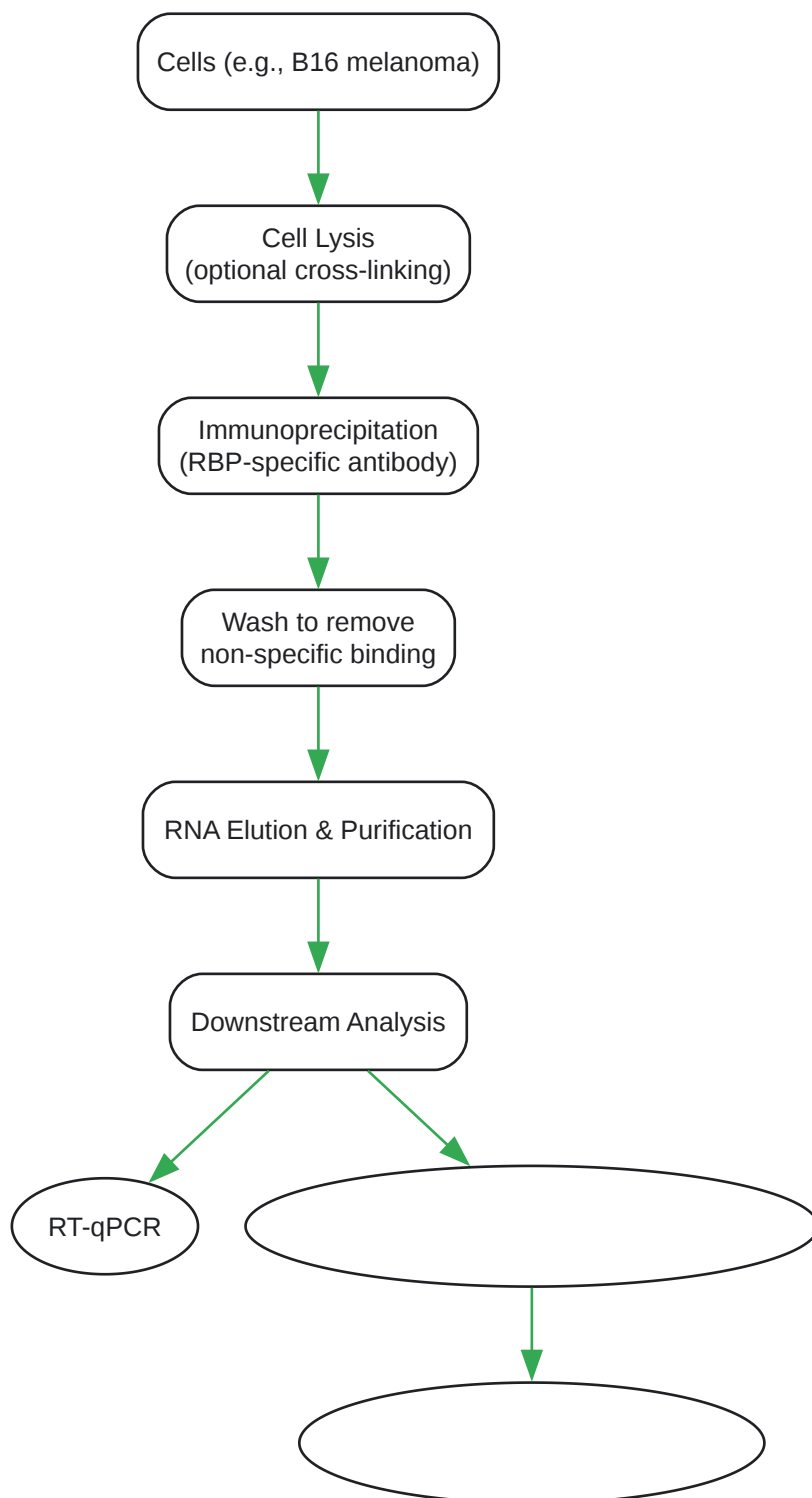 Cells (e.g., B16 melanoma)
Cell Lysis
(optional cross-linking)
Immunoprecipitation
(RBP-specific antibody)
Wash to remove
non-specific binding
RNA Elution & Purification
Downstream Analysis
RT-qPCR